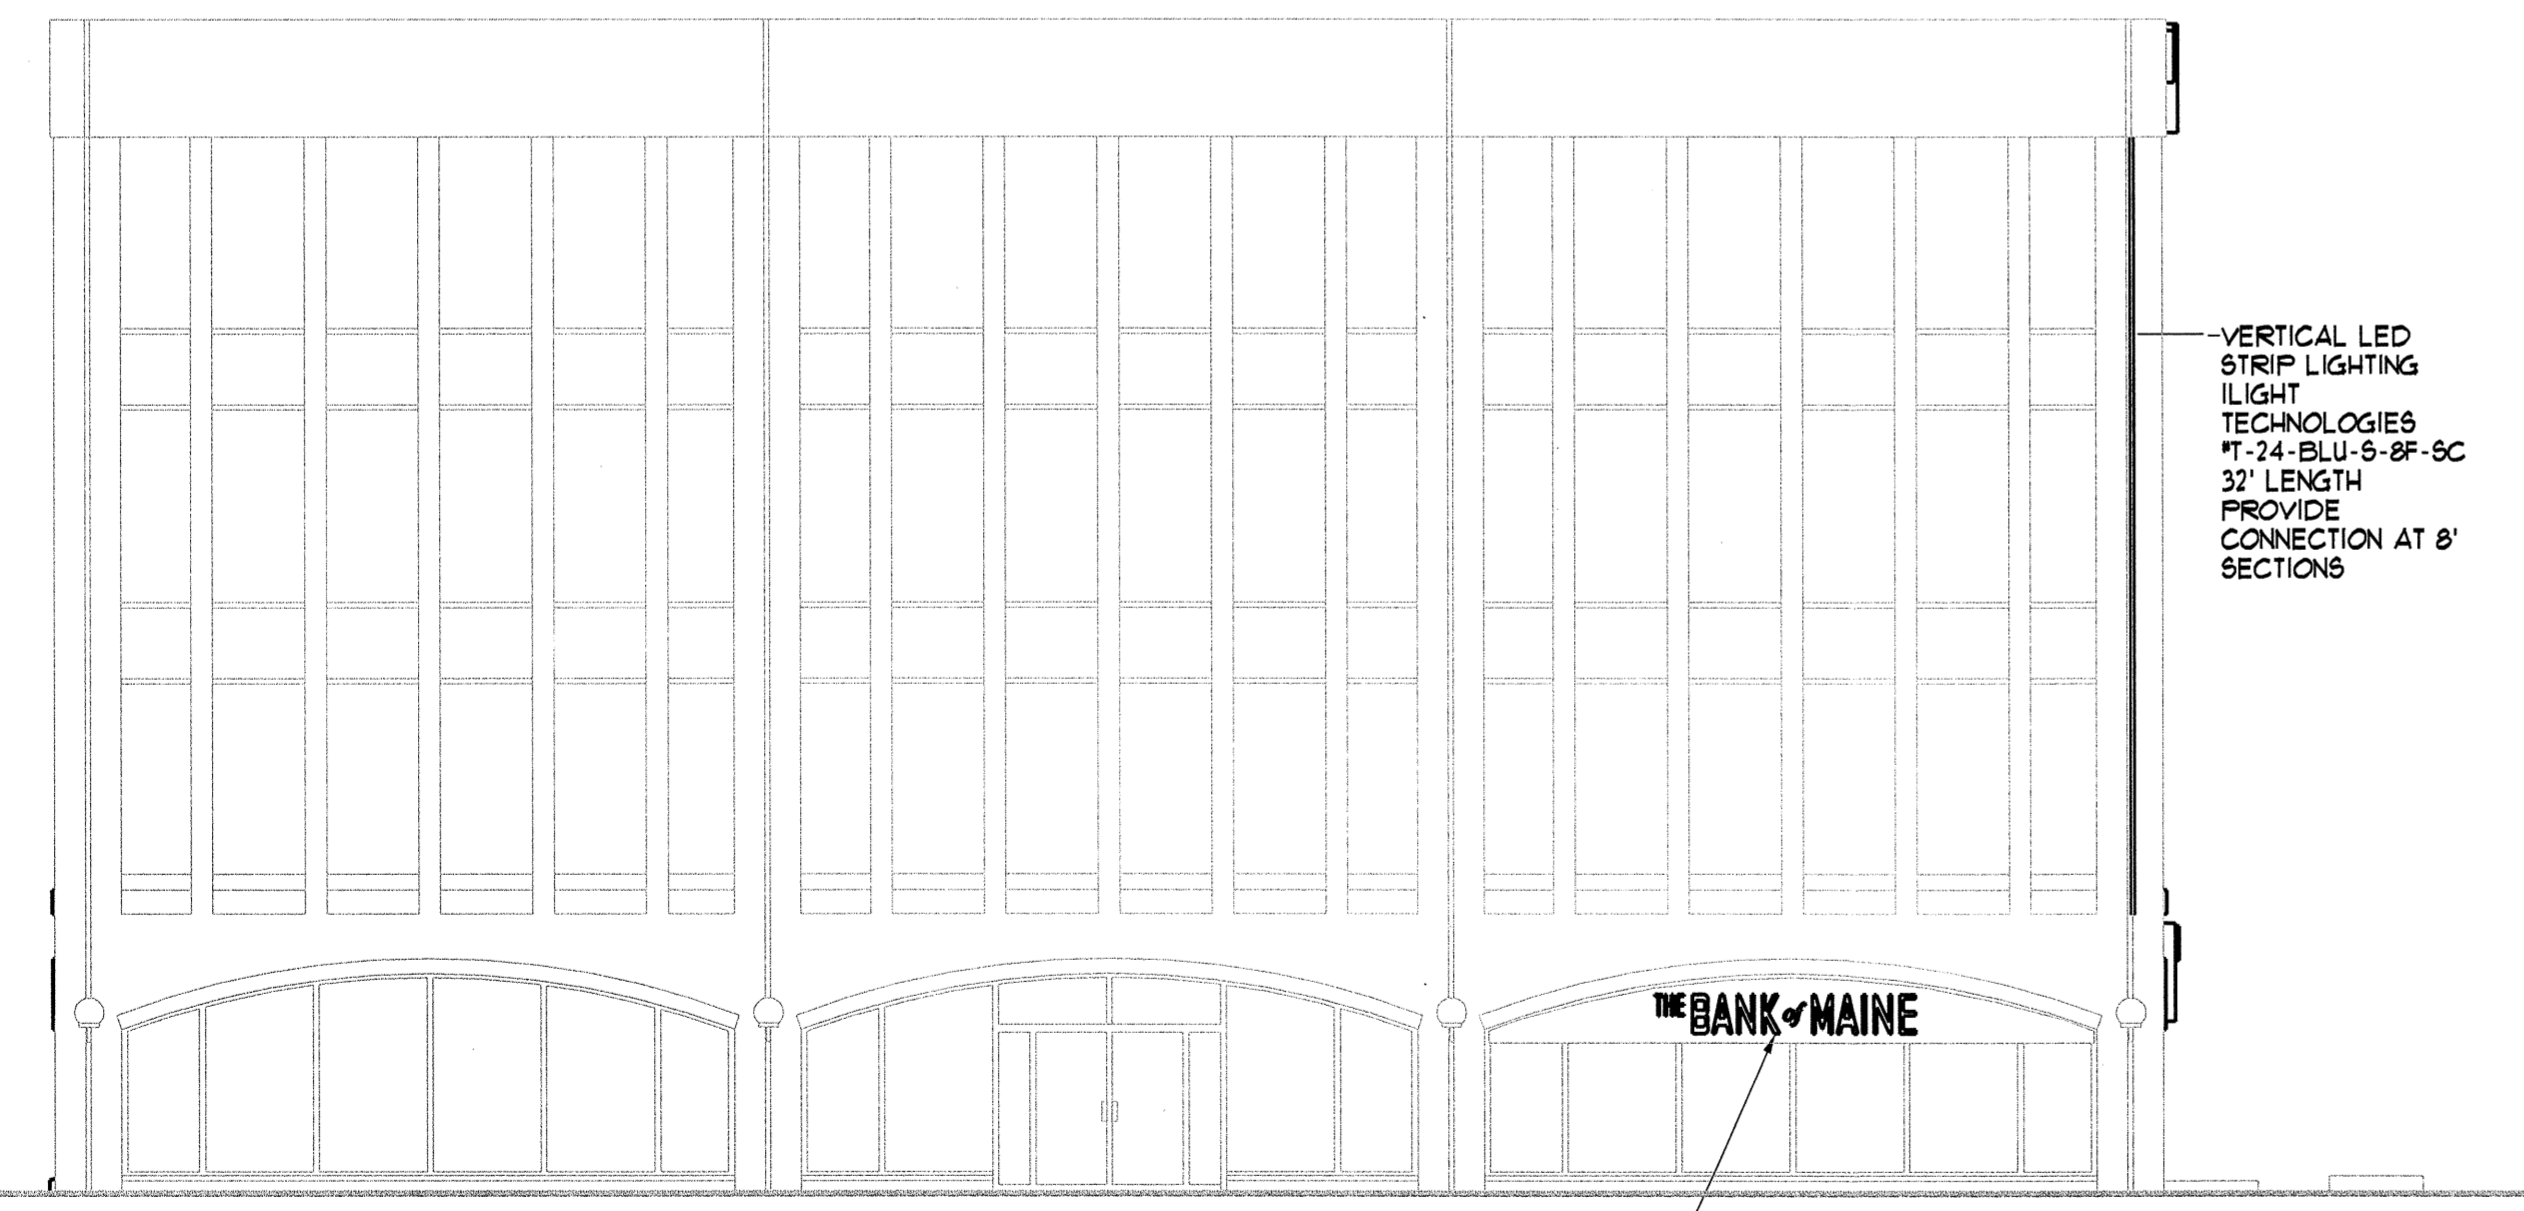 -VERTICAL LED
STRIP LIGHTING
ILIGHT
TECHNOLOGIES
#T-24-BLU-S-8F-SC
32' LENGTH
PROVIDE
CONNECTION AT 8'
SECTIONS
THE BANK of MAINE